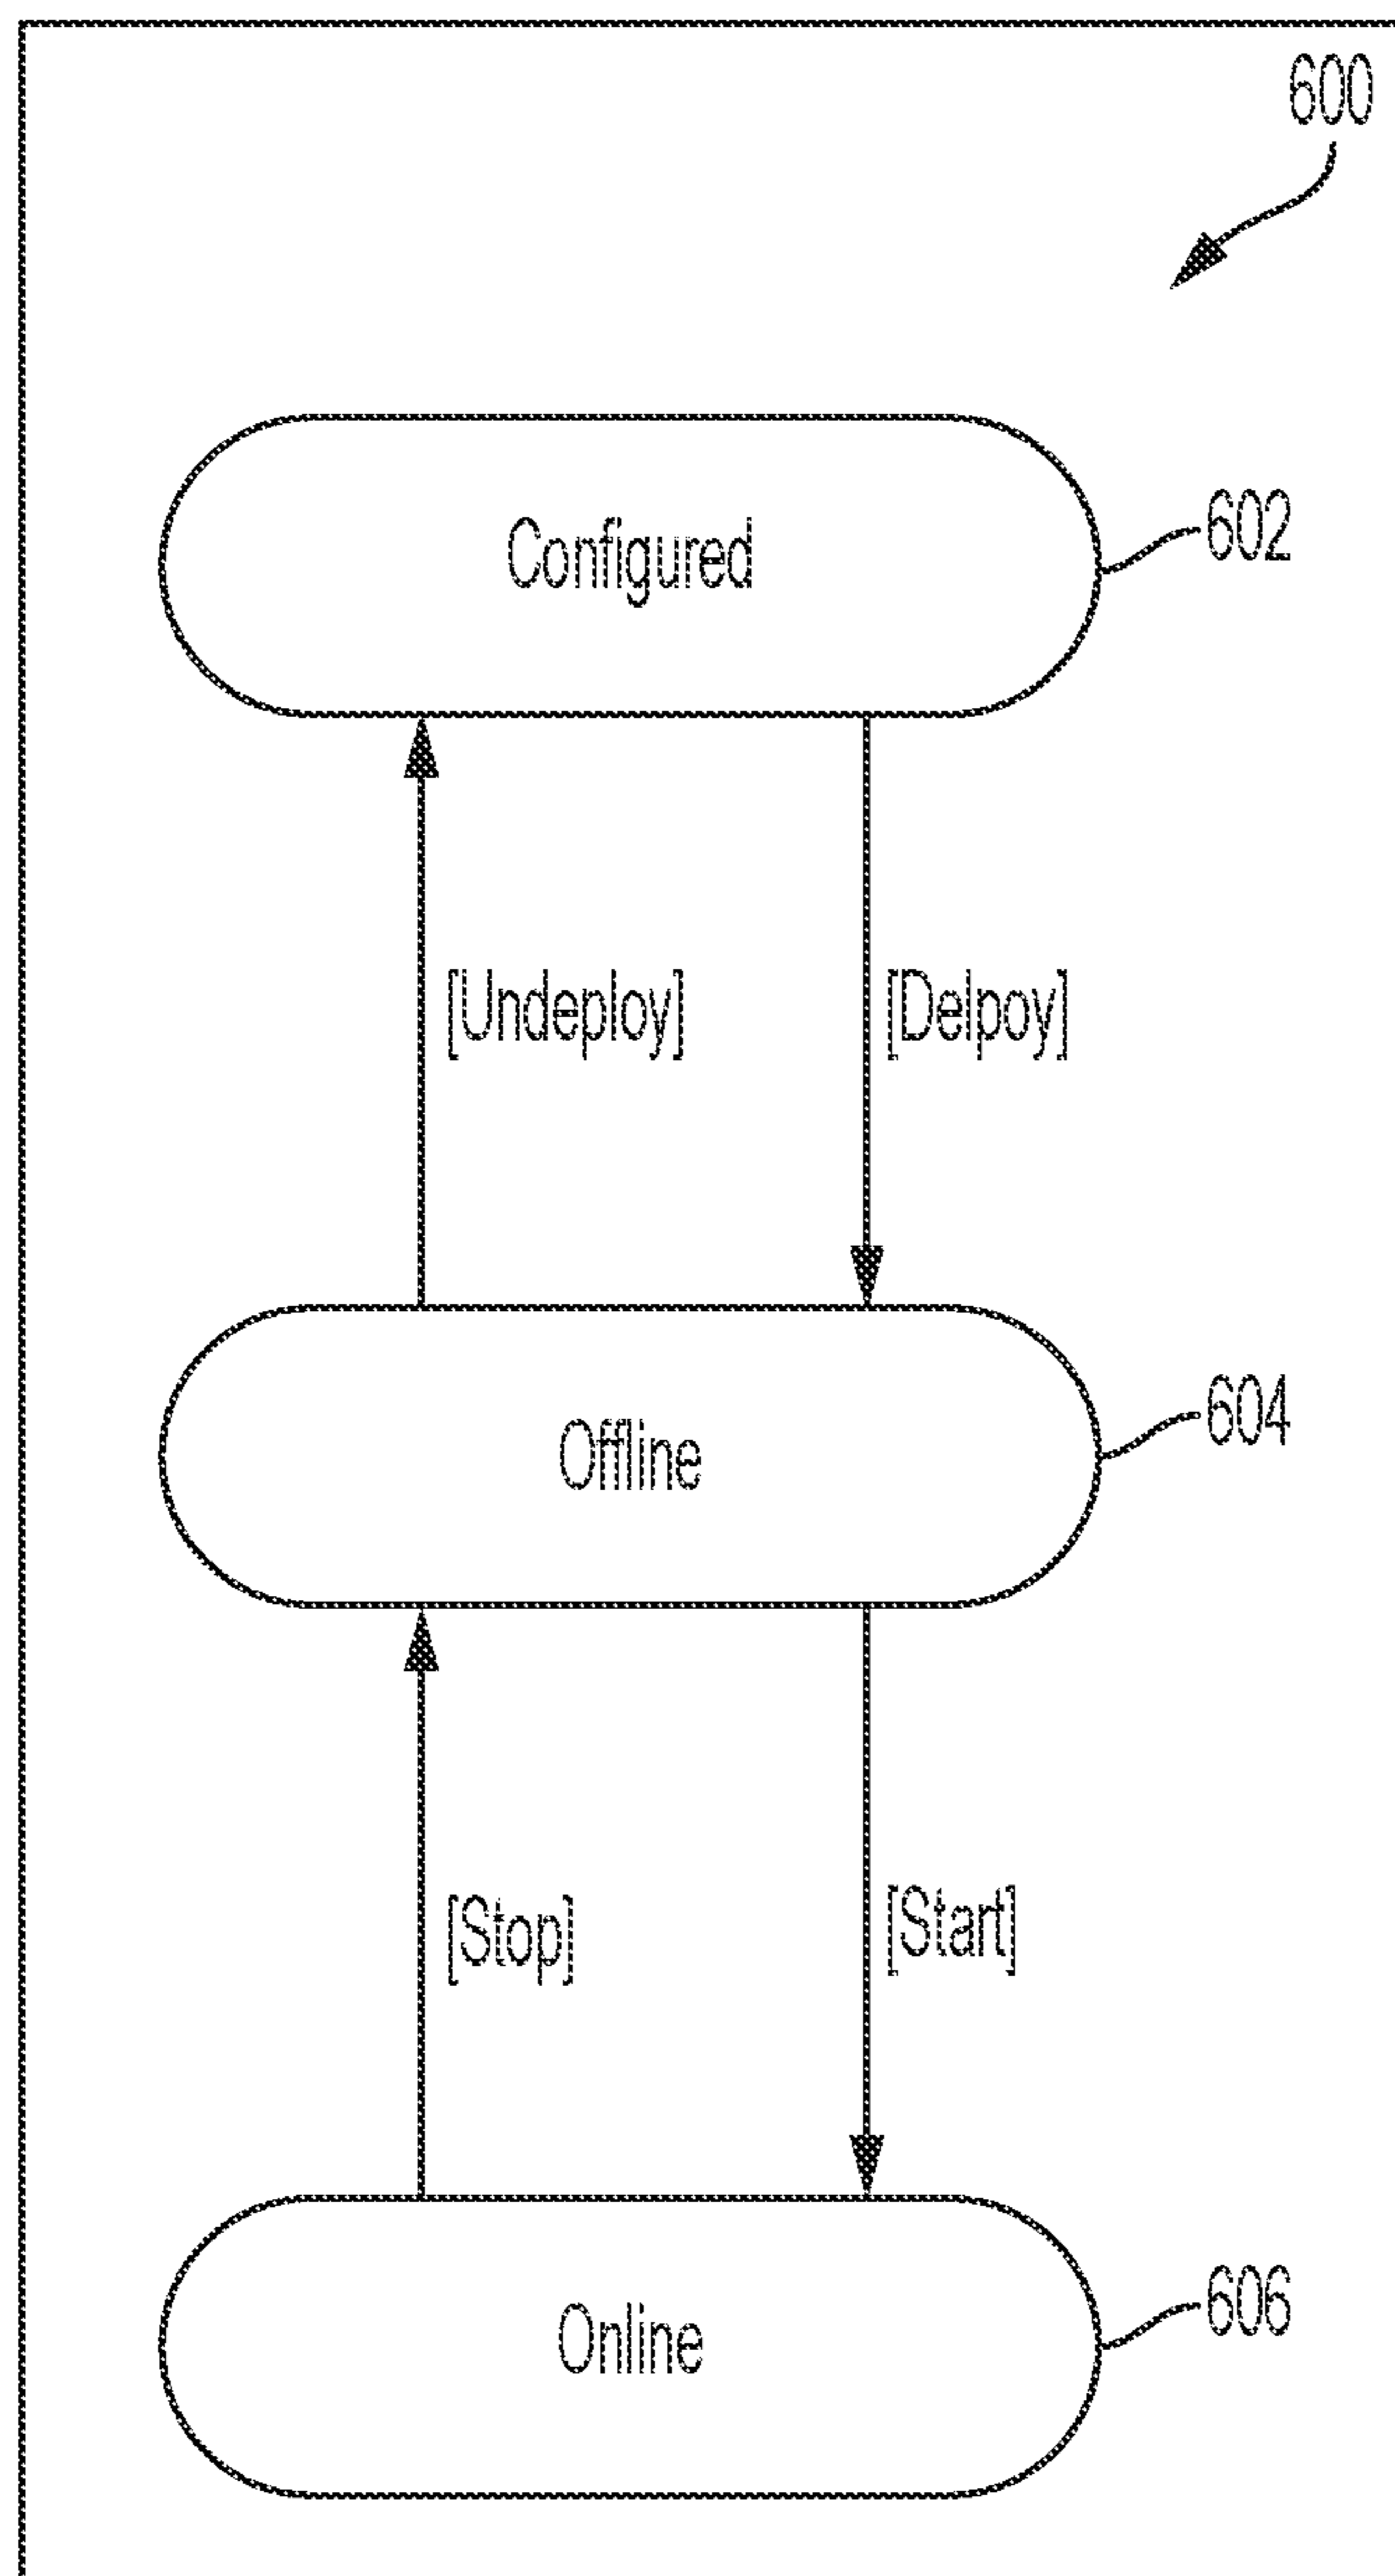 600
Configured
602
[Undeploy]
[Delpoy]
Offline
604
[Stop]
[Start]
Online
606